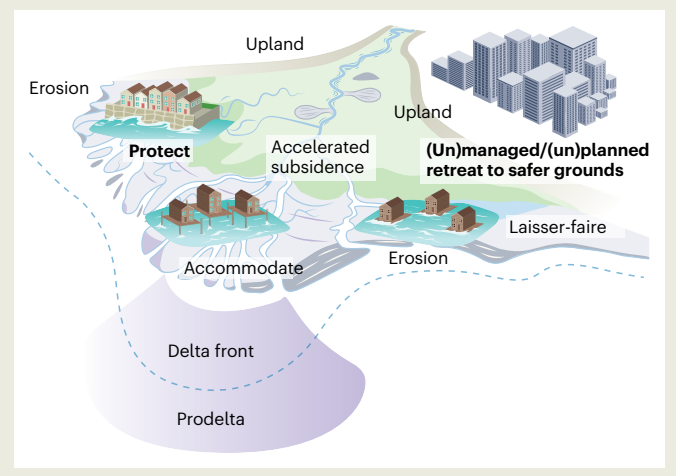 Upland
Erosion
Upland
Protect
Accelerated
subsidence
(Un)managed/(un)planned
retreat to safer grounds
Laisser-faire
Accommodate
Erosion
Delta front
Prodelta